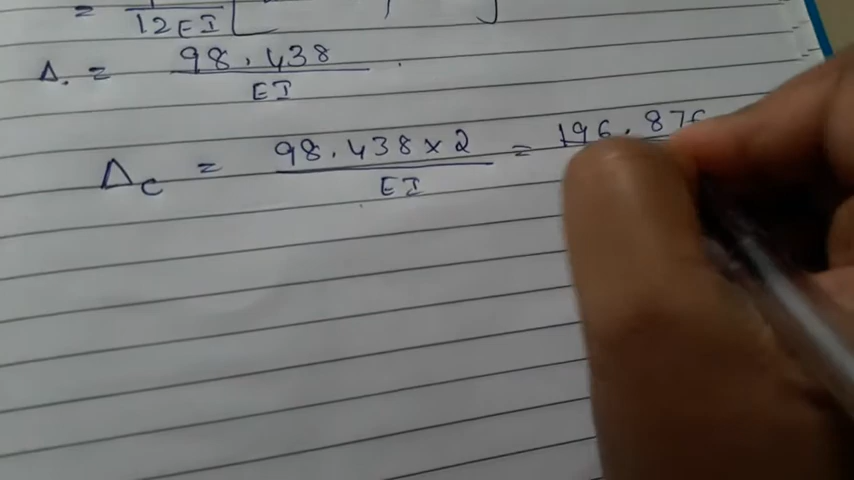 = 12EI [ ]
Δ. = 98.438 / EI
Δc = 98.438 × 2 / EI = 196.876